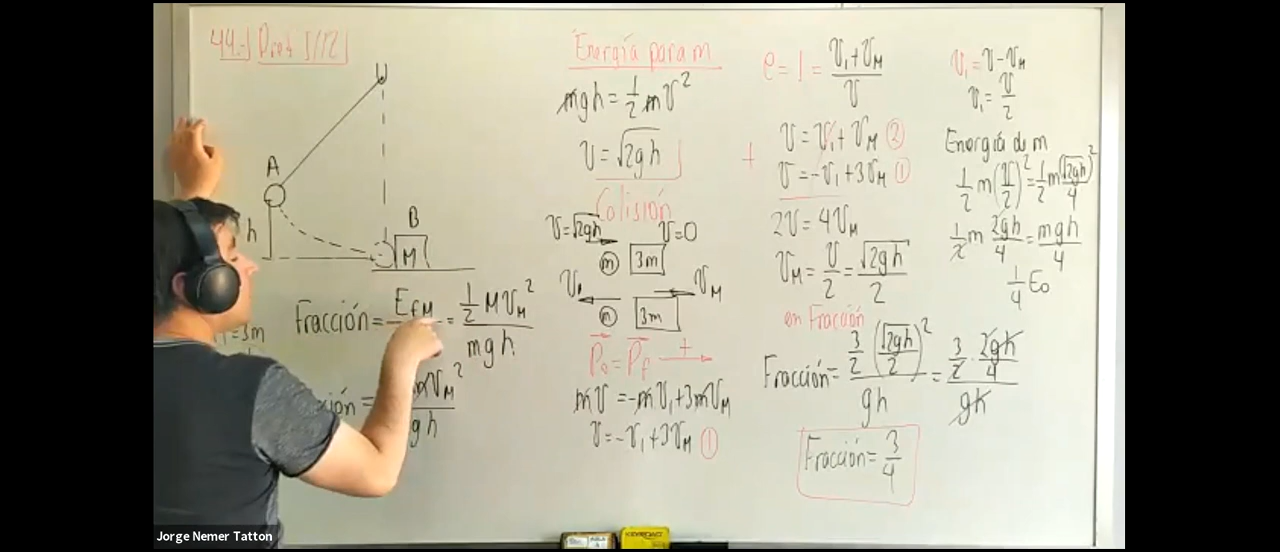 44.-| Prof 5/12|
A
h
B
M
Fracción = E_fM / = 1/2 M V_M² / mgh
= 3m
ción = m V_M² / gh
Energía para m
mgh = 1/2 m V²
V = √2gh
Colisión
V = √2gh V = 0
m 3m
V₁ V_M
m 3m
P₀ = P_f +
mV = -mV₁ + 3mV_M
V = -V₁ + 3V_M ①
e = 1 = V₁ + V_M / V
V = V₁ + V_M ②
+
V = -V₁ + 3V_M ①
2V = 4V_M
V_M = V/2 = √2gh / 2
en Fracción
Fracción = 3/2 (√2gh / 2)² / gh = 3/2 · 2gh/4 / gh
Fracción = 3/4
V₁ = V - V_M
V₁ = V/2
Energía de m
1/2 m (V/2)² = 1/2 m (√2gh)²/4
1/2 m 2gh/4 = mgh/4
1/4 E₀
Jorge Nemer Tatton